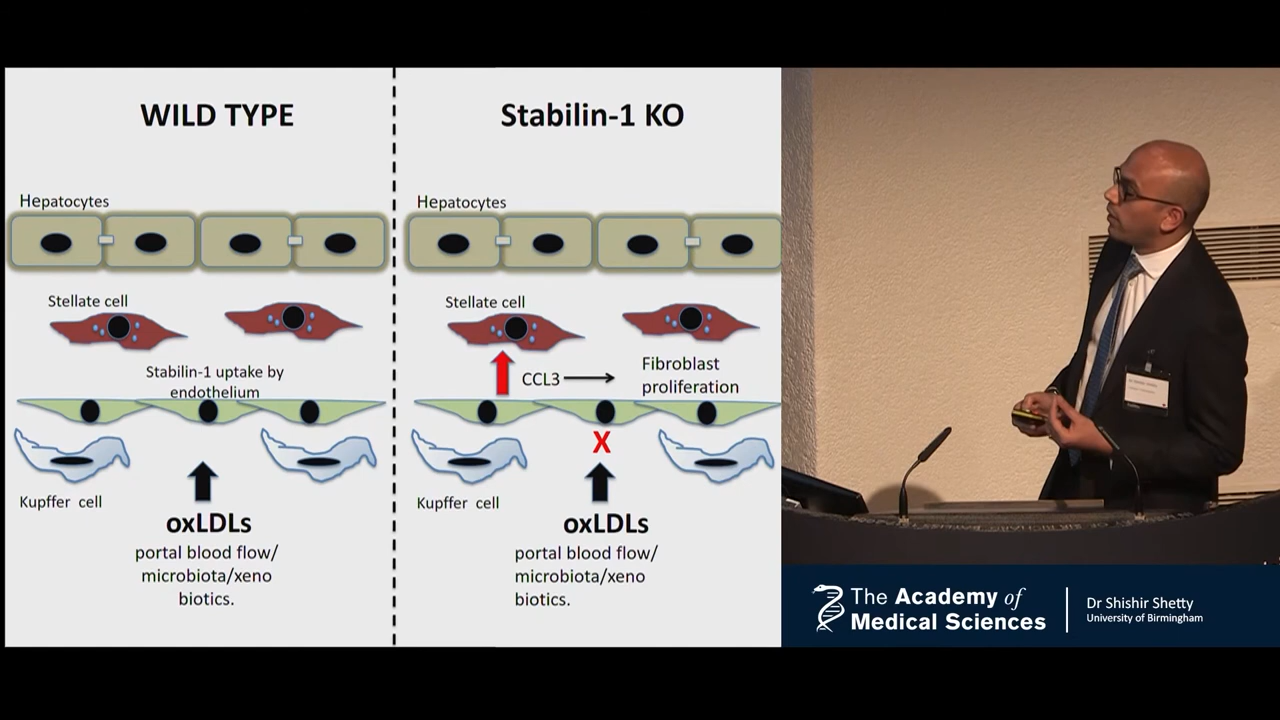 WILD TYPE
Hepatocytes
Stellate cell
Stabilin-1 uptake by
endothelium
Kupffer cell
oxLDLs
portal blood flow/
microbiota/xeno
biotics.
Stabilin-1 KO
Hepatocytes
Stellate cell
CCL3
Fibroblast
proliferation
X
Kupffer cell
oxLDLs
portal blood flow/
microbiota/xeno
biotics.
The Academy of
Medical Sciences
Dr Shishir Shetty
University of Birmingham